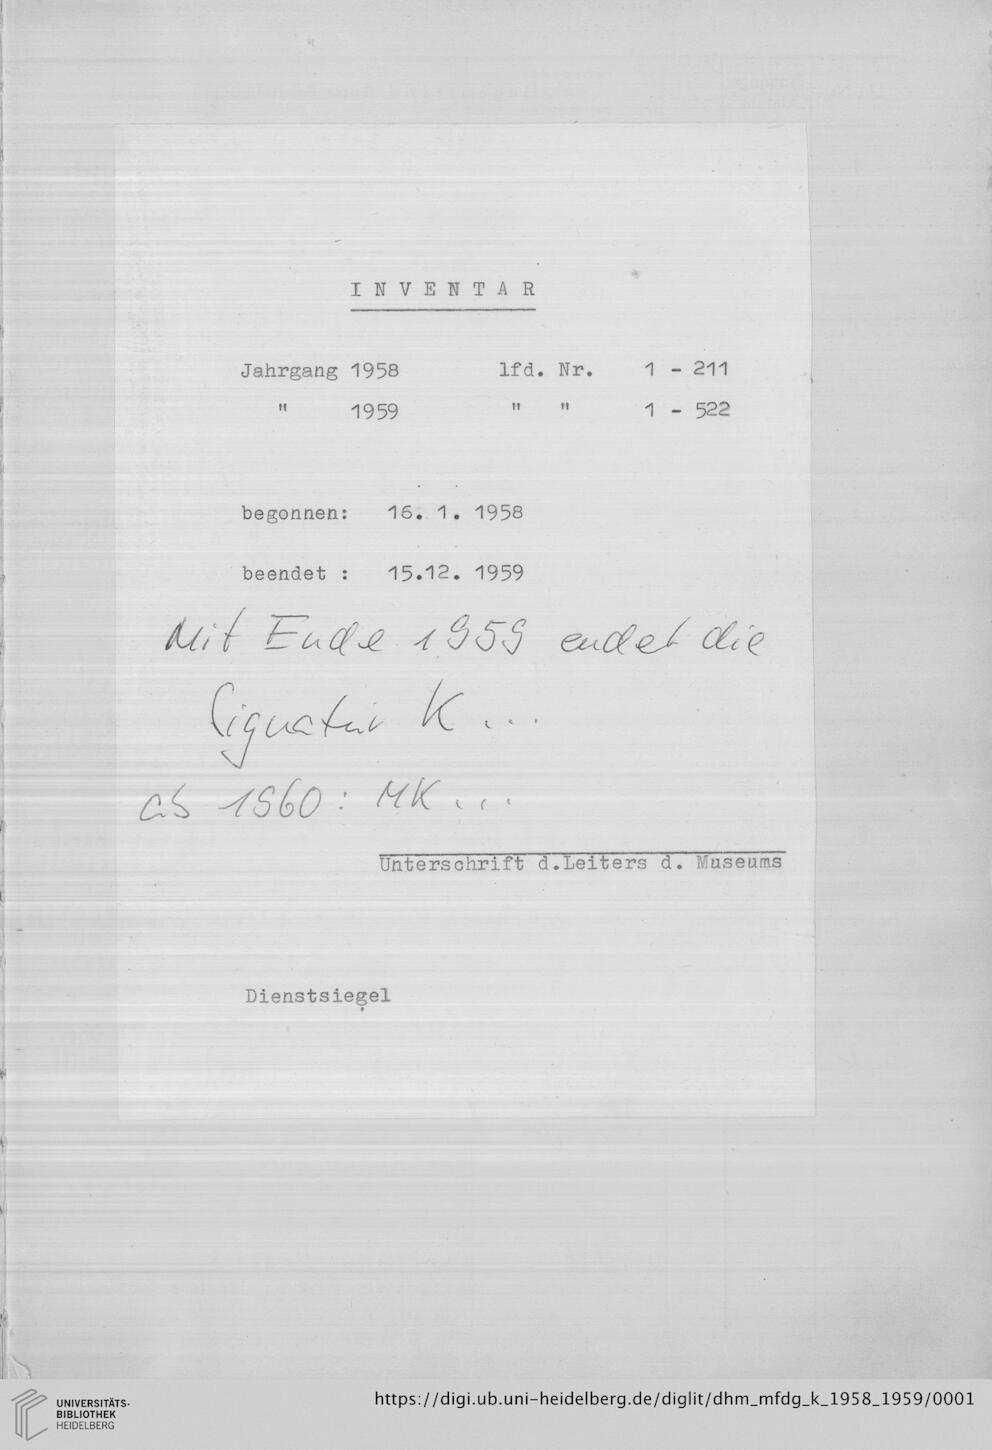 INVENTAR
Jahrgang 1958 lfd. Nr. 1 - 211
" 1959 " " 1 - 522
begonnen: 16. 1. 1958
beendet : 15.12. 1959
Mit Ende 1959 endet die
Signatur K ...
ab 1960: MK ...
Unterschrift d.Leiters d. Museums
Dienstsiegel
UNIVERSITÄTS-
BIBLIOTHEK
HEIDELBERG
https://digi.ub.uni-heidelberg.de/diglit/dhm_mfdg_k_1958_1959/0001